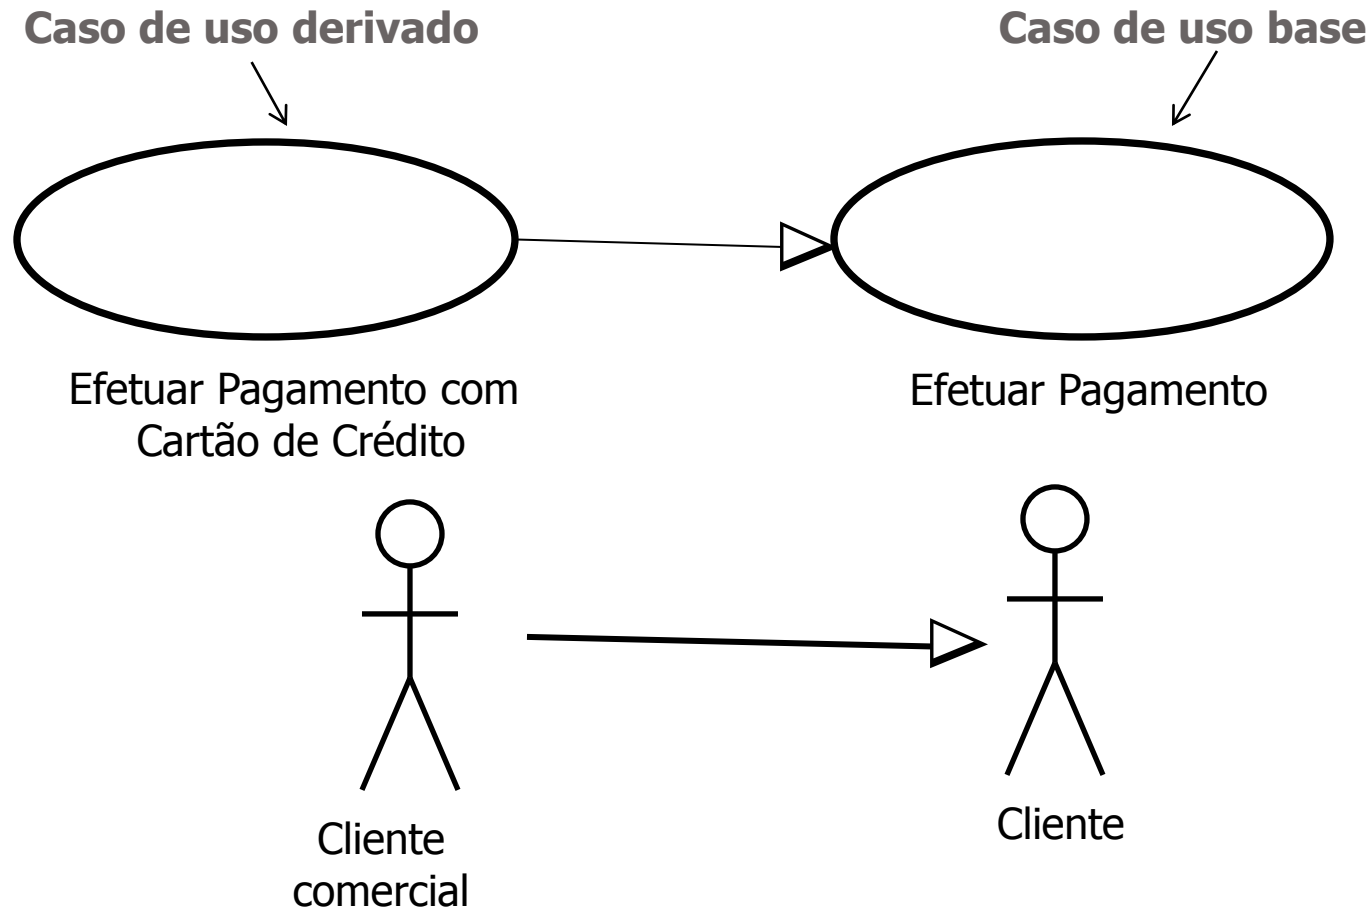 Caso de uso derivado
Caso de uso base
Efetuar Pagamento com
Cartão de Crédito
Efetuar Pagamento
Cliente
comercial
Cliente